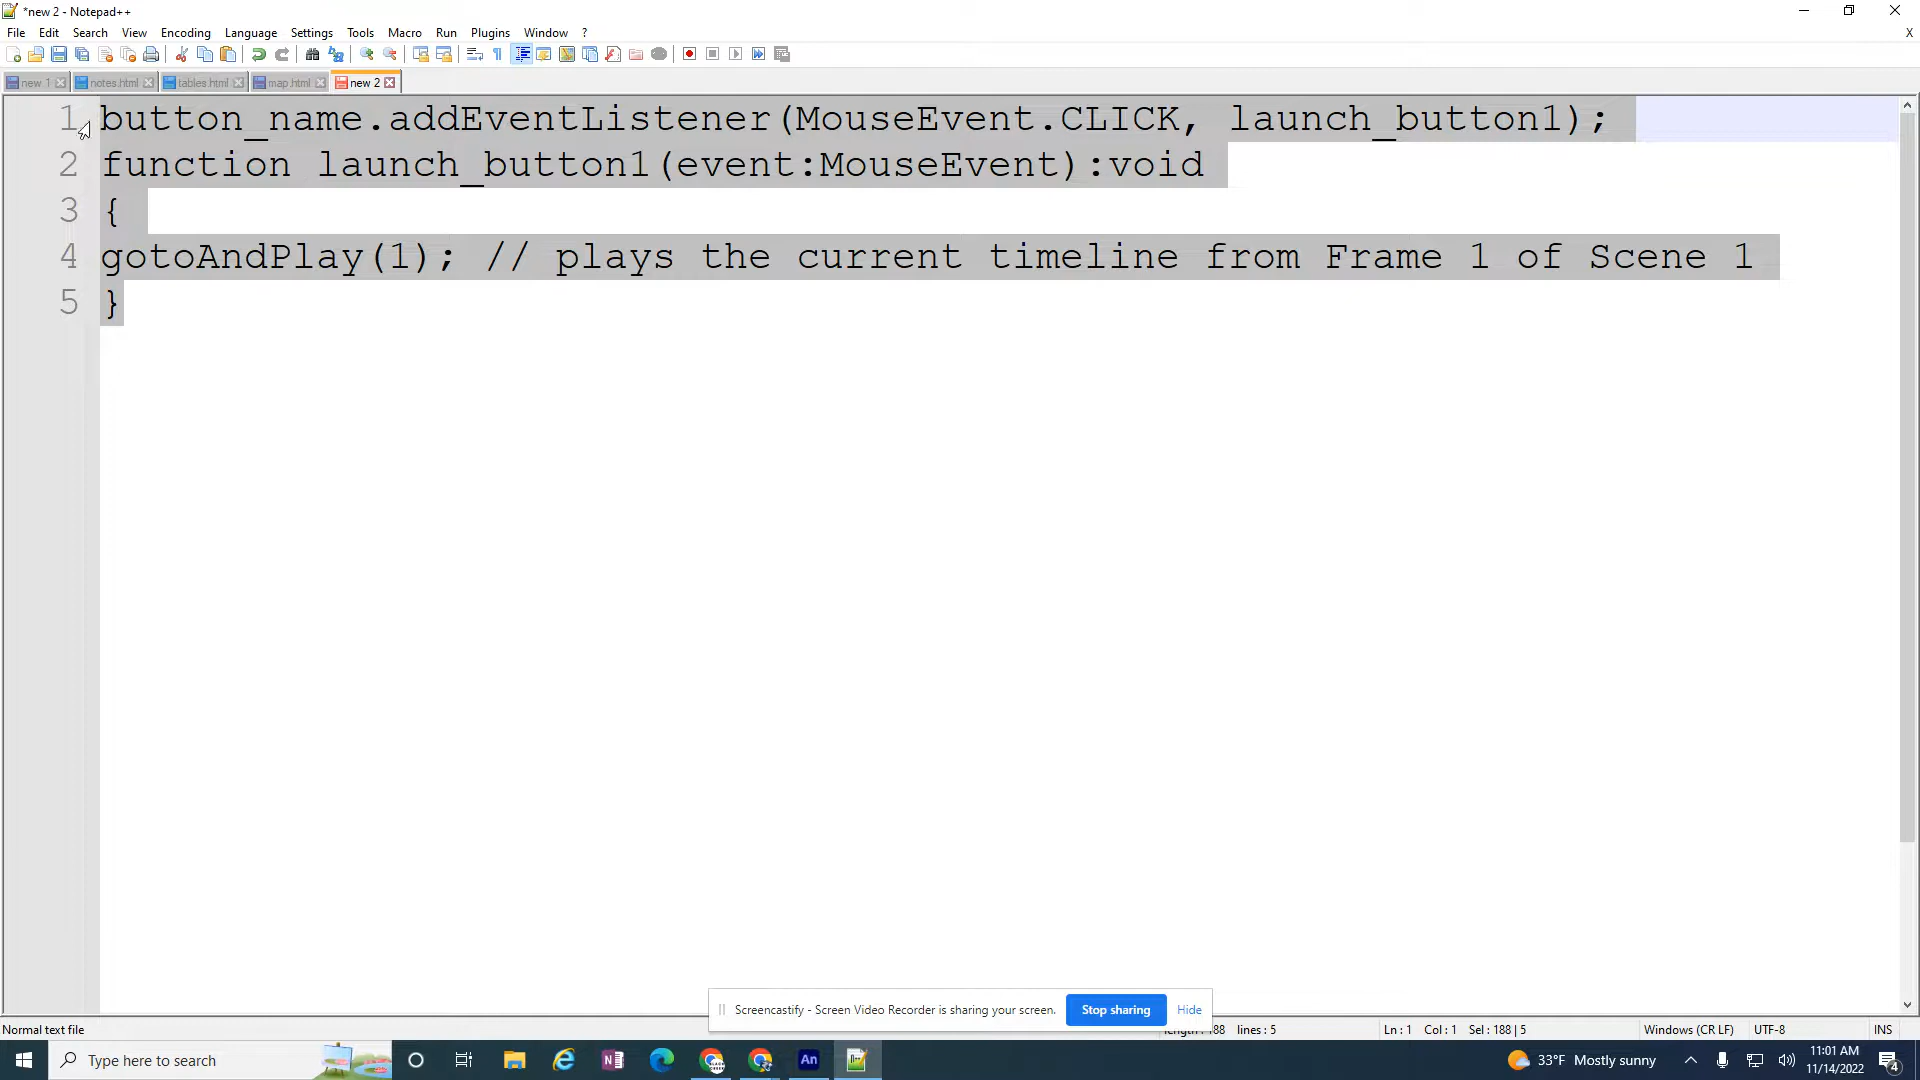 *new 2 - Notepad++
File Edit Search View Encoding Language Settings Tools Macro Run Plugins Window ? X
new 1 notes.html tables.html map.html new 2
1 button_name.addEventListener(MouseEvent.CLICK, launch_button1);
2 function launch_button1(event:MouseEvent):void
3 {
4 gotoAndPlay(1); // plays the current timeline from Frame 1 of Scene 1
5 }
Screencastify - Screen Video Recorder is sharing your screen. Stop sharing Hide
Normal text file lines : 5 Ln : 1 Col : 1 Sel : 188 | 5 Windows (CR LF) UTF-8 INS
Type here to search An 33°F Mostly sunny 11:01 AM
11/14/2022 4